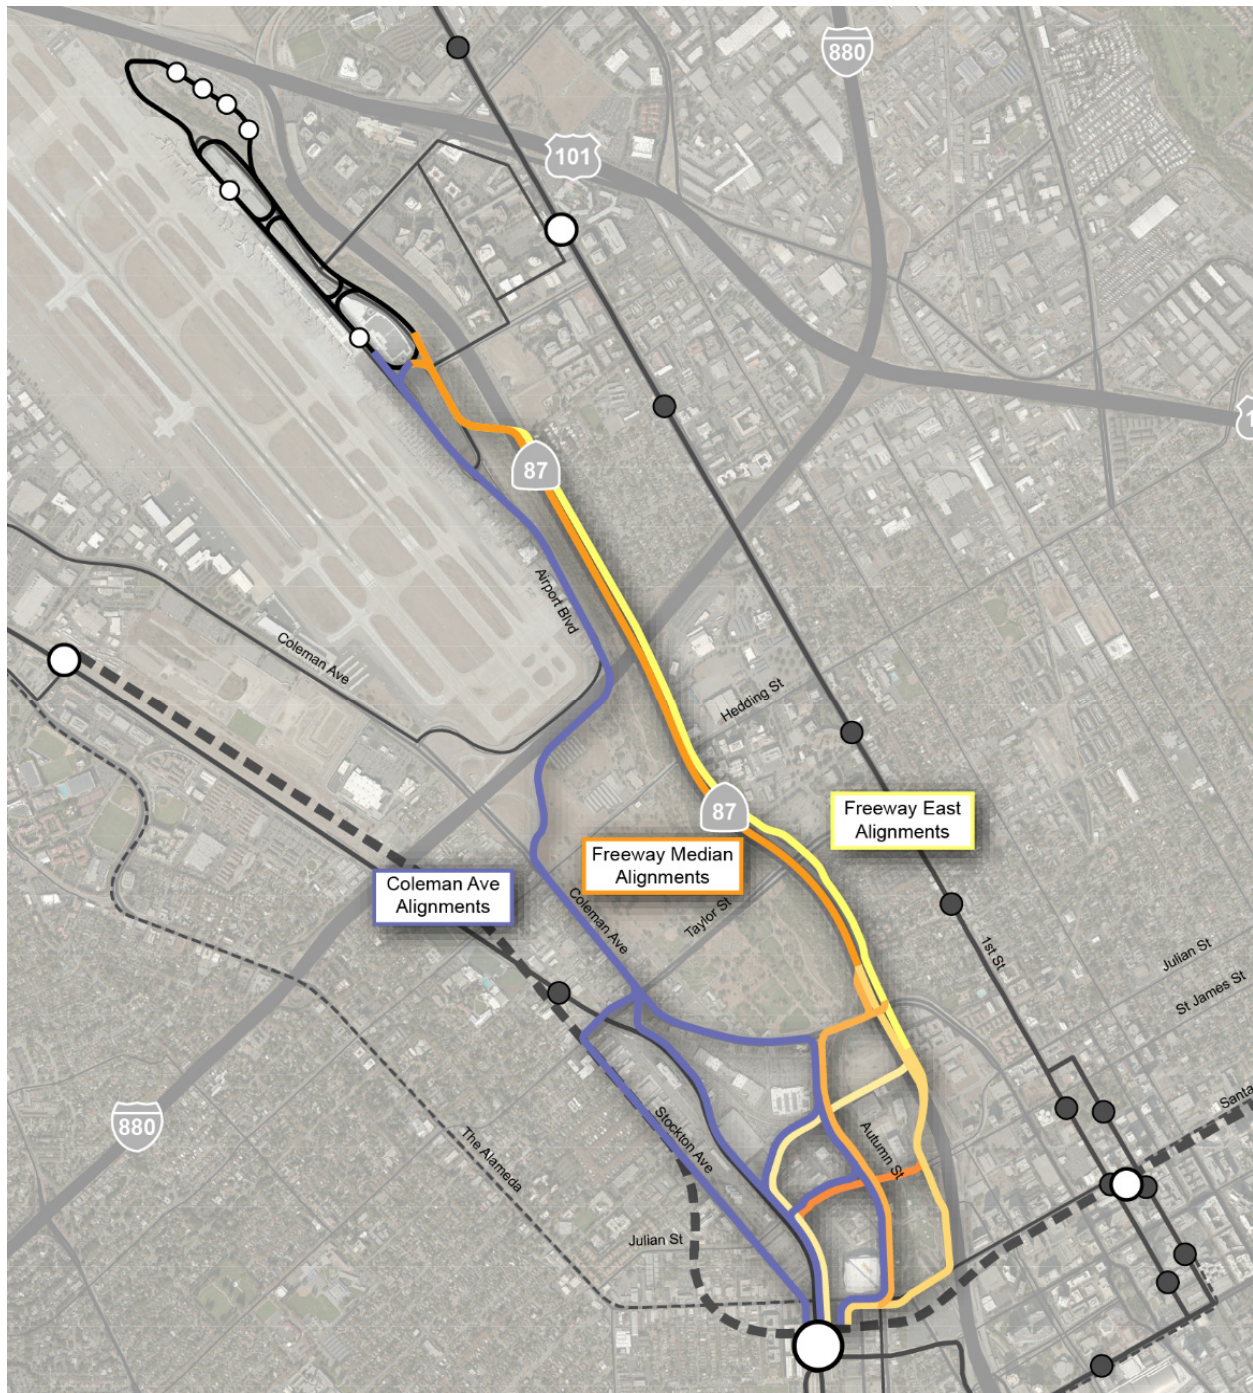 880
101
87
Airport Blvd
Coleman Ave
Hedding St
87
Freeway East
Alignments
Freeway Median
Alignments
Coleman Ave
Alignments
Coleman Ave
Taylor St
1st St
Julian St
St James St
Santa
880
The Alameda
Stockton Ave
Autumn St
Julian St